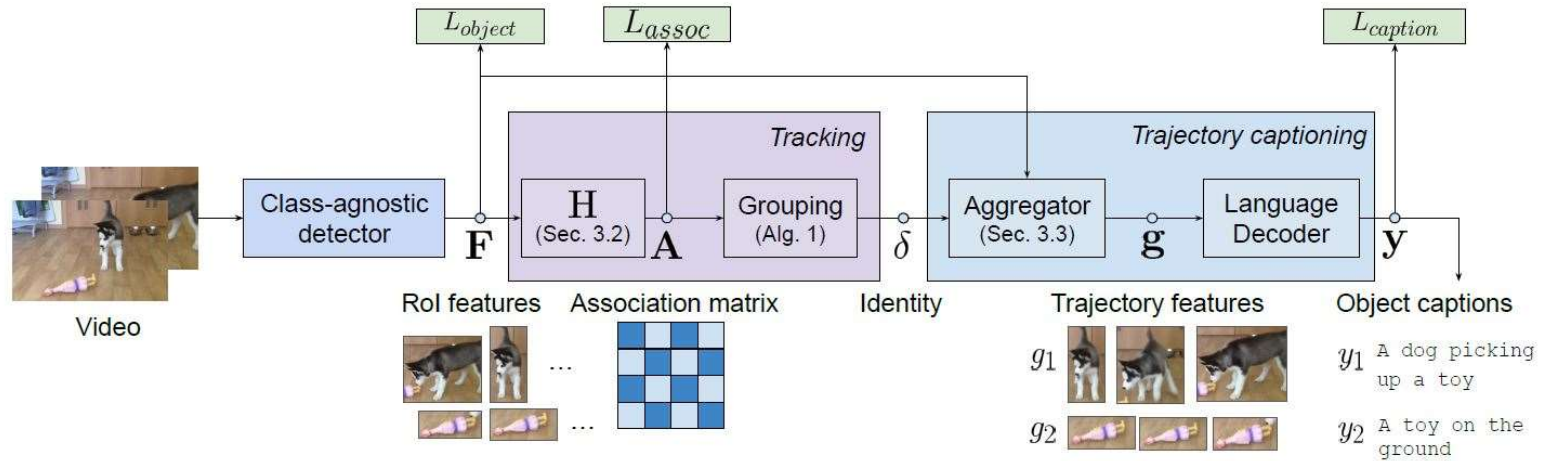 L_object
L_assoc
L_caption
Tracking
Trajectory captioning
Video
Class-agnostic
detector
F
H
(Sec. 3.2)
A
Grouping
(Alg. 1)
δ
Aggregator
(Sec. 3.3)
g
Language
Decoder
y
RoI features
Association matrix
Identity
Trajectory features
Object captions
...
...
g1
g2
y1 A dog picking
up a toy
y2 A toy on the
ground